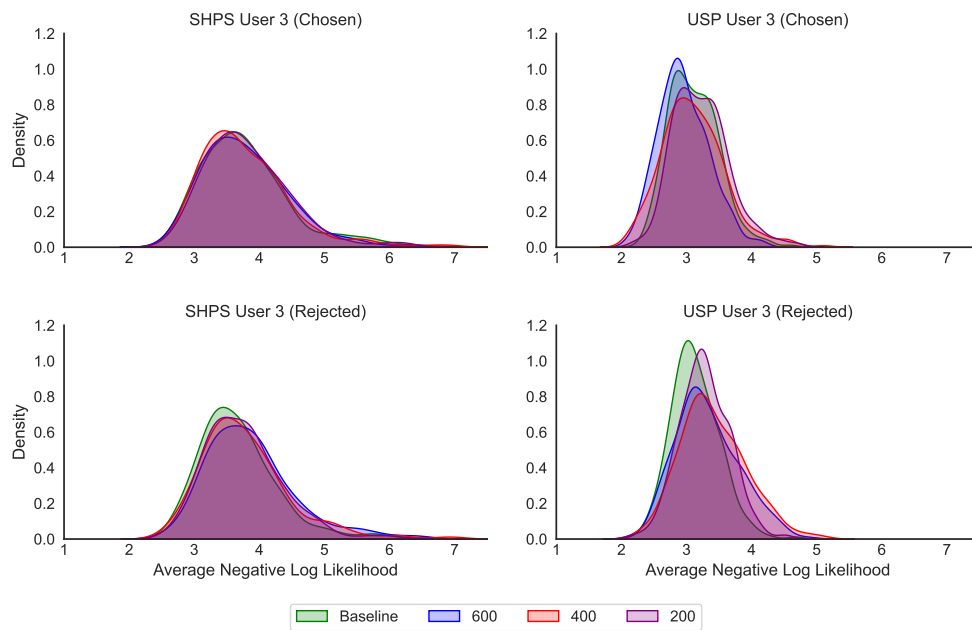 SHPS User 3 (Chosen)
USP User 3 (Chosen)
1.2
1.0
0.8
0.6
0.4
0.2
0.0
Density
1 2 3 4 5 6 7
1.2
1.0
0.8
0.6
0.4
0.2
0.0
1 2 3 4 5 6 7
SHPS User 3 (Rejected)
USP User 3 (Rejected)
1.2
1.0
0.8
0.6
0.4
0.2
0.0
Density
1 2 3 4 5 6 7
Average Negative Log Likelihood
1.2
1.0
0.8
0.6
0.4
0.2
0.0
1 2 3 4 5 6 7
Average Negative Log Likelihood
Baseline 600 400 200